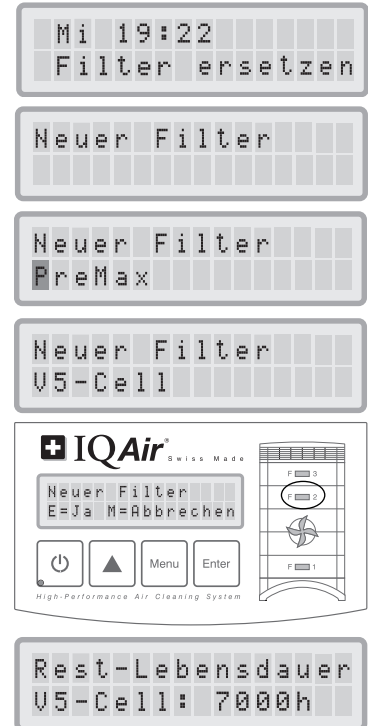 Mi 19:22
Filter ersetzen
Neuer Filter
Neuer Filter
PreMax
Neuer Filter
V5-Cell
IQAir® Swiss Made
Neuer Filter
E=Ja M=Abbrechen
F 3
F 2
F 1
Menu Enter
High-Performance Air Cleaning System
Rest-Lebensdauer
V5-Cell: 7000h